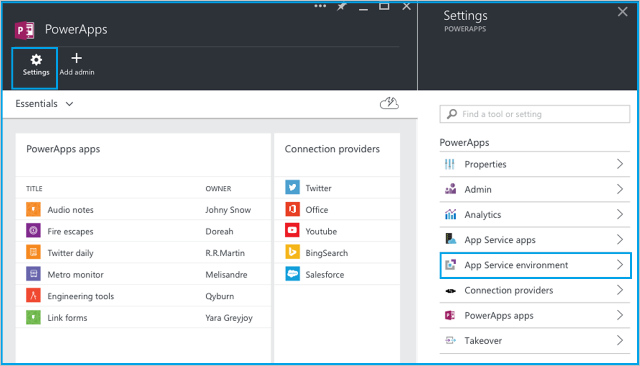 PowerApps
Settings
Add admin
Essentials
PowerApps apps
TITLE OWNER
Audio notes Johny Snow
Fire escapes Doreah
Twitter daily R.R.Martin
Metro monitor Melisandre
Engineering tools Qyburn
Link forms Yara Greyjoy
Connection providers
Twitter
Office
Youtube
BingSearch
Salesforce
Settings
POWERAPPS
Find a tool or setting
PowerApps
Properties
Admin
Analytics
App Service apps
App Service environment
Connection providers
PowerApps apps
Takeover